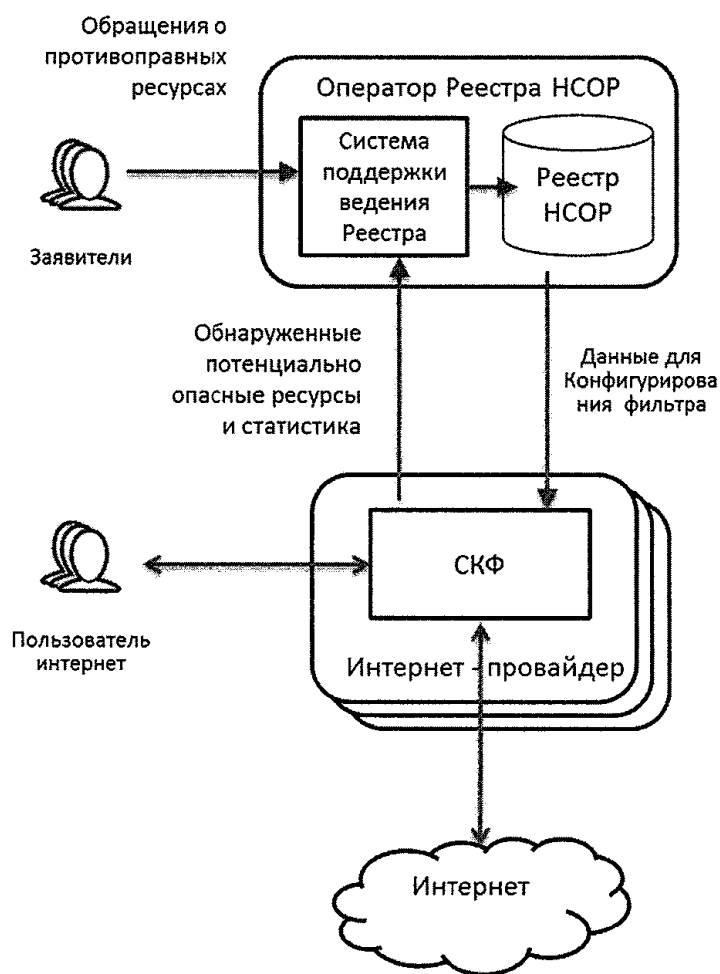 Обращения о
противоправных
ресурсах
Оператор Реестра НСОР
Система
поддержки
ведения
Реестра
Реестр
НСОР
Заявители
Обнаруженные
потенциально
опасные ресурсы
и статистика
Данные для
Конфигурирова
ния фильтра
СКФ
Пользователь
интернет
Интернет - провайдер
Интернет